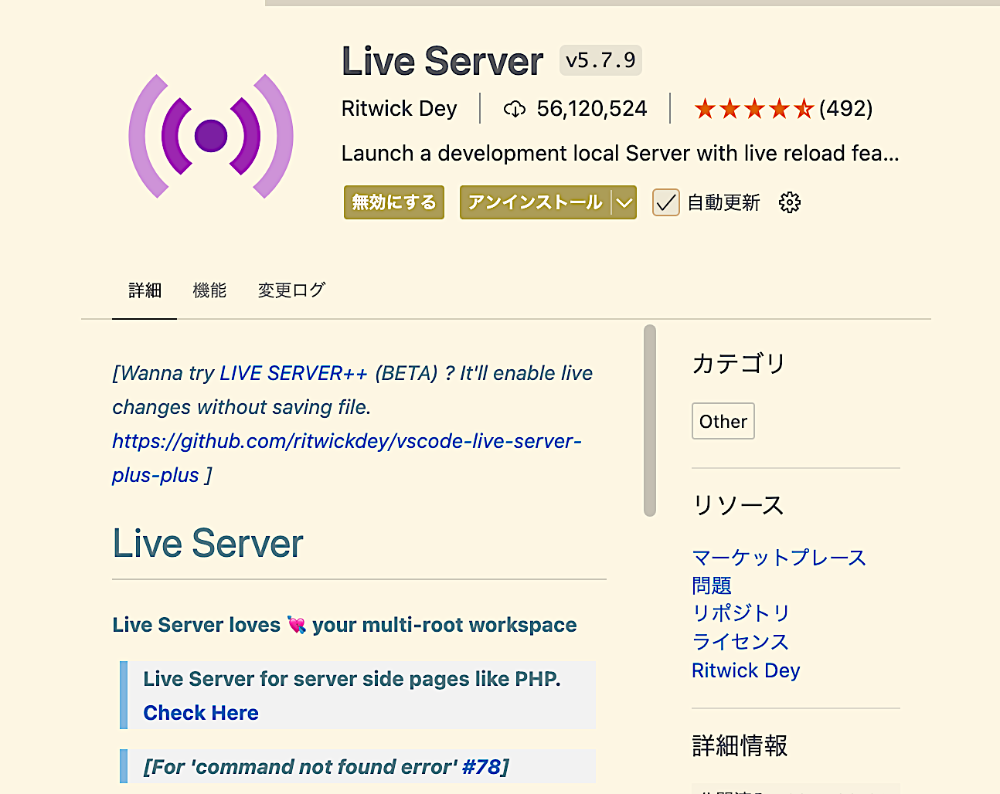 Live Server v5.7.9
Ritwick Dey 56,120,524 (492)
Launch a development local Server with live reload fea...
無効にする アンインストール 自動更新
詳細 機能 変更ログ
[Wanna try LIVE SERVER++ (BETA) ? It'll enable live
changes without saving file.
https://github.com/ritwickdey/vscode-live-server-
plus-plus ]
Live Server
Live Server loves 💘 your multi-root workspace
Live Server for server side pages like PHP.
Check Here
[For 'command not found error' #78]
カテゴリ
Other
リソース
マーケットプレース
問題
リポジトリ
ライセンス
Ritwick Dey
詳細情報